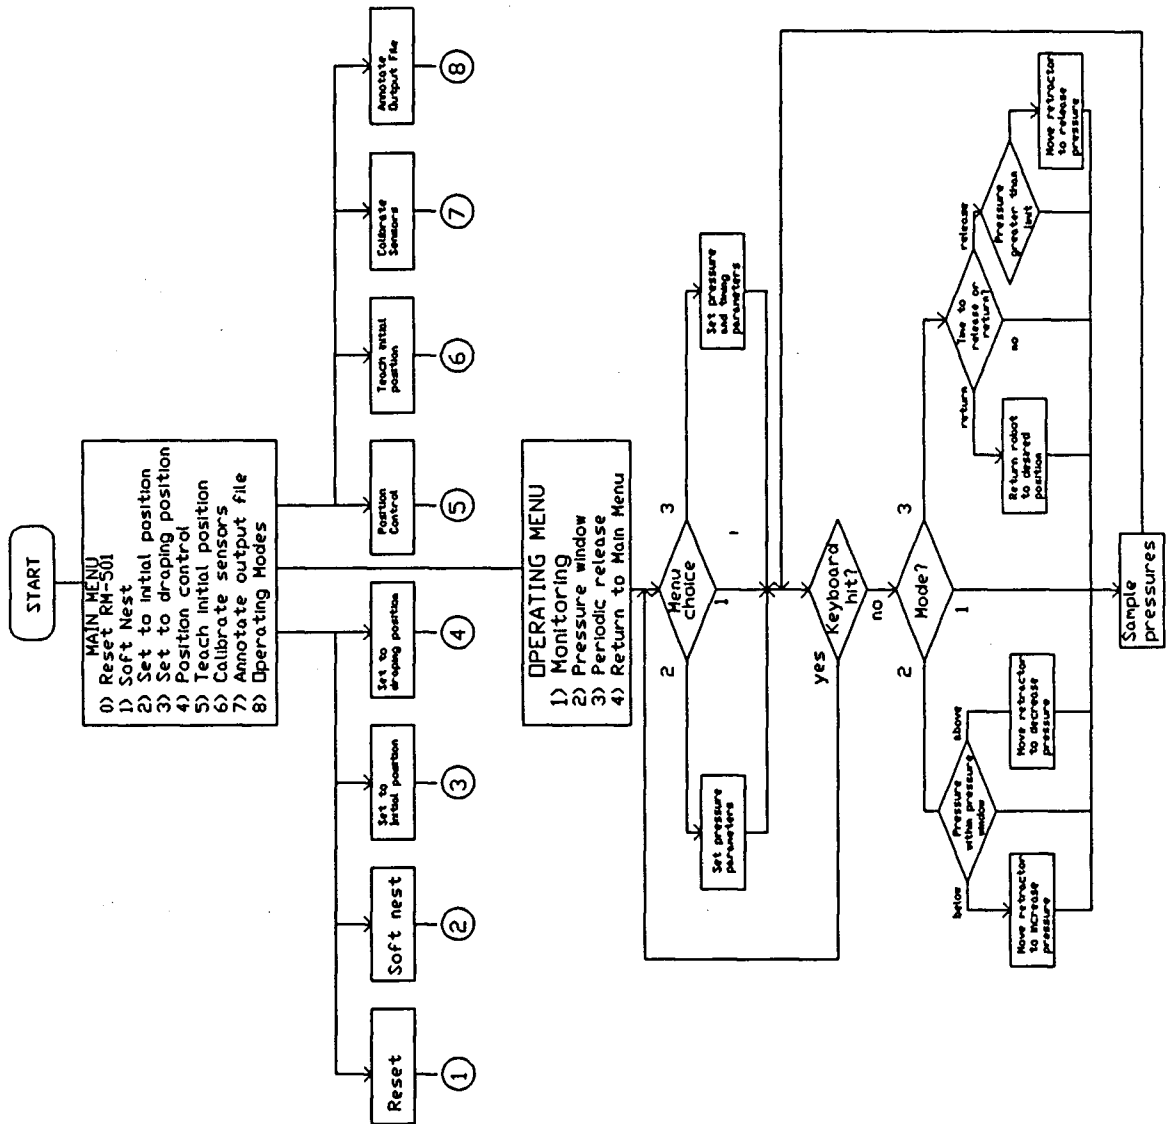 START
MAIN MENU
0) Reset RM-501
1) Soft Nest
2) Set to initial position
3) Set to draping position
4) Position control
5) Teach initial position
6) Calibrate sensors
7) Annotate output file
8) Operating Modes
Reset
Soft nest
Set to
initial position
Set to
draping position
Position
Control
Teach initial
position
Calibrate
Sensors
Annotate
Output File
1
2
3
4
5
6
7
8
OPERATING MENU
1) Monitoring
2) Pressure window
3) Periodic release
4) Return to Main Menu
Menu
choice
2
1
3
Set pressure
parameters
Set pressure
and timing
parameters
Keyboard
hit?
yes
no
Mode?
2
1
3
Pressure
within pressure
window
below
above
Move retractor
to increase
pressure
Move retractor
to decrease
pressure
Time to
release or
return?
return
no
release
Return robot
to desired
position
Pressure
greater than
limit
Move retractor
to release
pressure
Sample
pressures